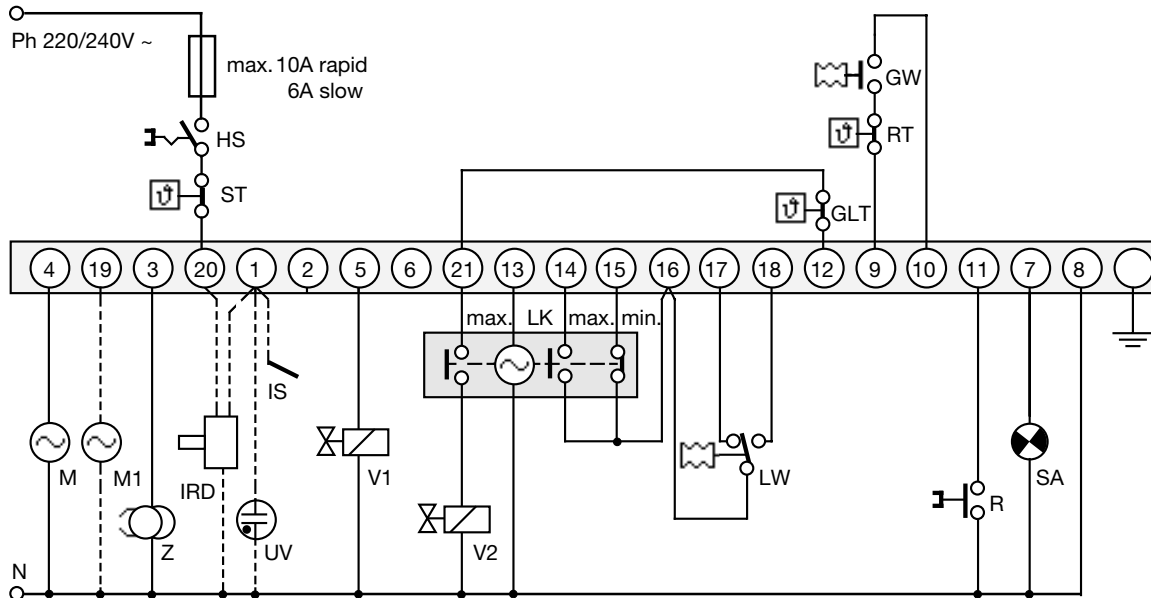 Ph 220/240V ~
max. 10A rapid
6A slow
HS
ST
GW
RT
GLT
ϑ
ϑ
ϑ
4 19 3 20 1 2 5 6 21 13 14 15 16 17 18 12 9 10 11 7 8
max. LK max. min.
IS
M
M1
IRD
Z
UV
V1
V2
LW
R
SA
N